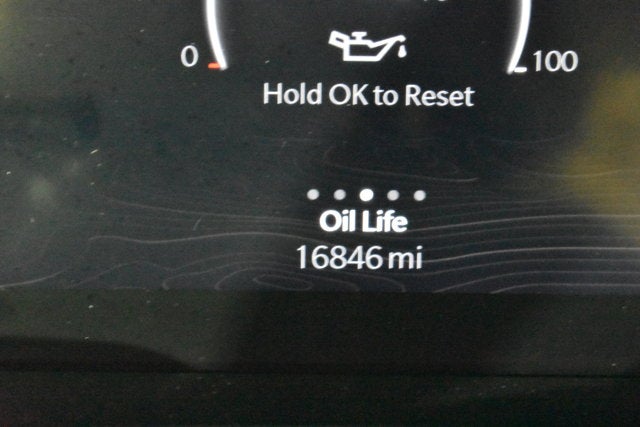 0
100
Hold OK to Reset
Oil Life
16846 mi